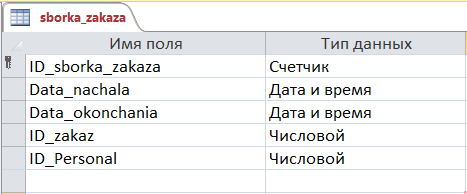 sborka_zakaza
Имя поля Тип данных
ID_sborka_zakaza Счетчик
Data_nachala Дата и время
Data_okonchania Дата и время
ID_zakaz Числовой
ID_Personal Числовой